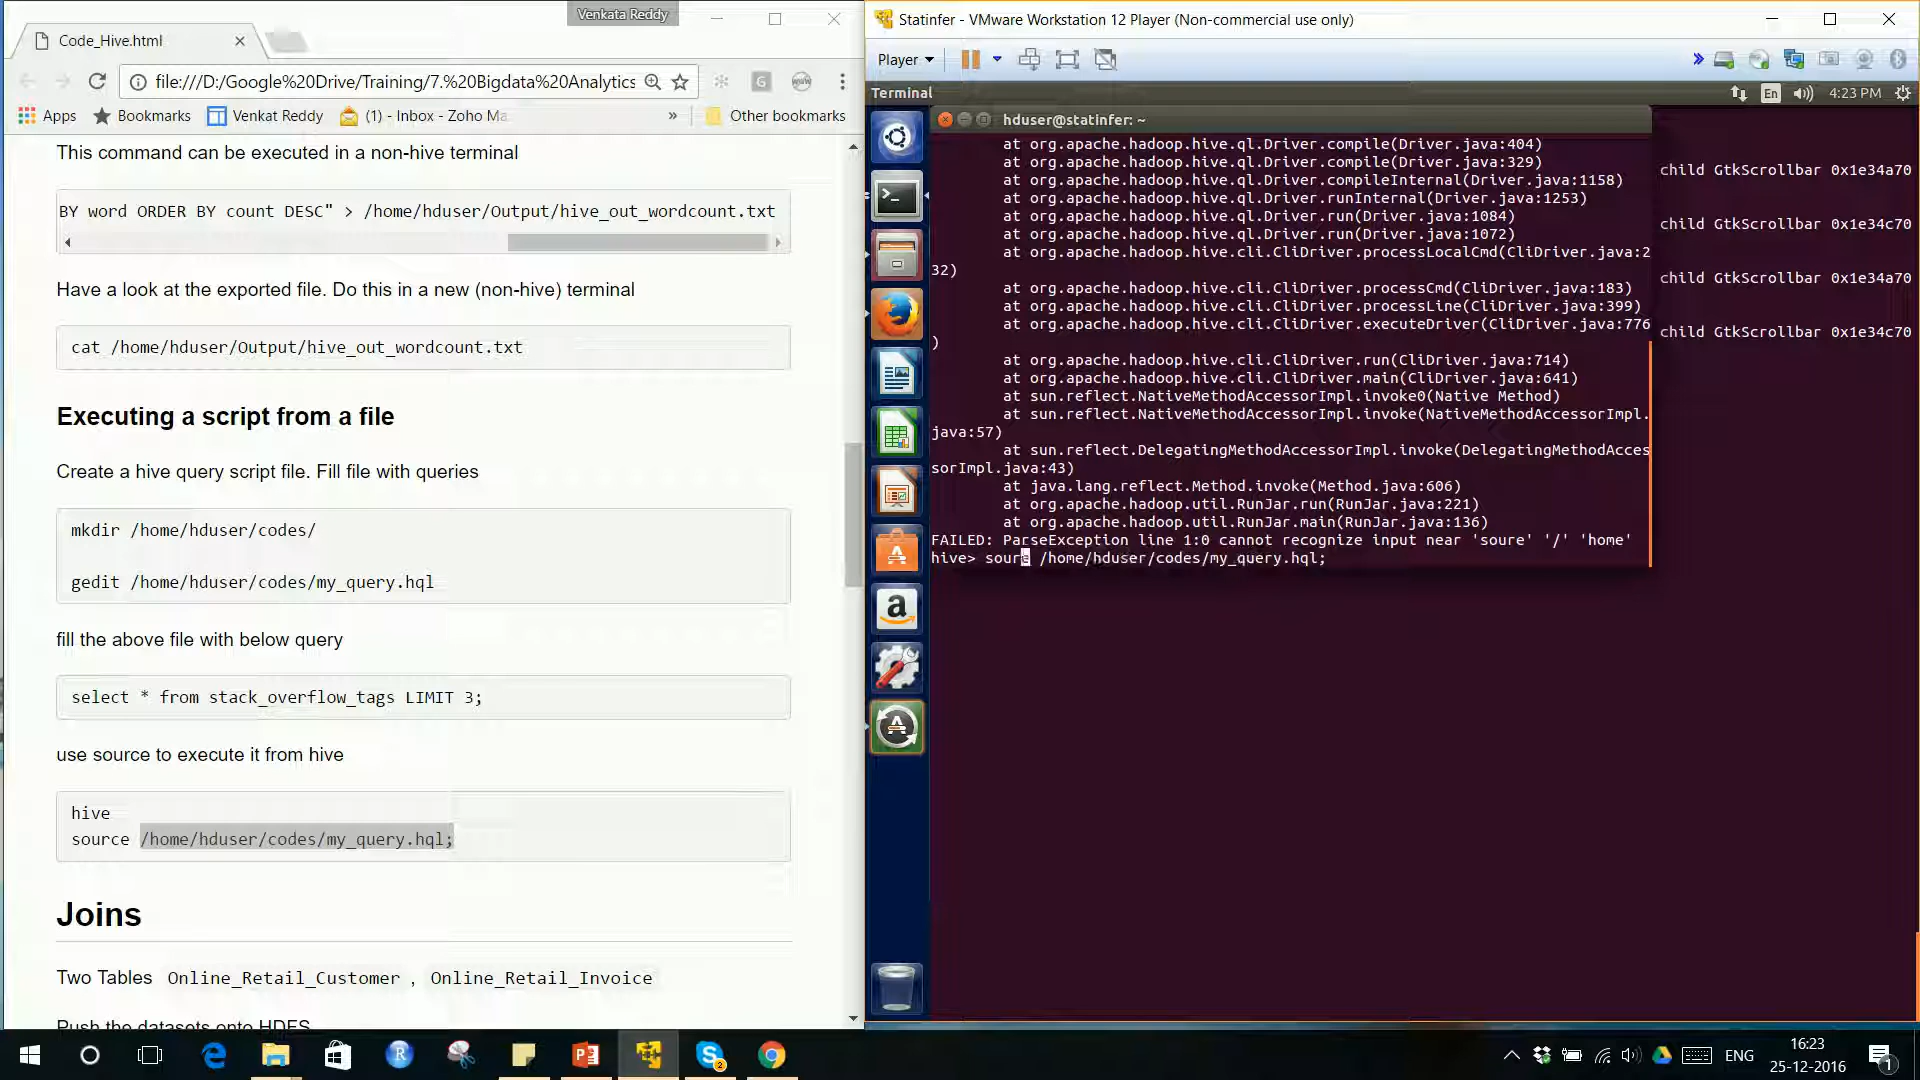 Venkata Reddy
Code_Hive.html
file:///D:/Google%20Drive/Training/7.%20Bigdata%20Analytics
Apps
Bookmarks
Venkat Reddy
(1) - Inbox - Zoho Ma
»
Other bookmarks
This command can be executed in a non-hive terminal
BY word ORDER BY count DESC" > /home/hduser/Output/hive_out_wordcount.txt
Have a look at the exported file. Do this in a new (non-hive) terminal
cat /home/hduser/Output/hive_out_wordcount.txt
Executing a script from a file
Create a hive query script file. Fill file with queries
mkdir /home/hduser/codes/
gedit /home/hduser/codes/my_query.hql
fill the above file with below query
select * from stack_overflow_tags LIMIT 3;
use source to execute it from hive
hive
source /home/hduser/codes/my_query.hql;
Joins
Two Tables Online_Retail_Customer , Online_Retail_Invoice
Push the datasets onto HDFS
Statinfer - VMware Workstation 12 Player (Non-commercial use only)
Player
Terminal
En
4:23 PM
hduser@statinfer: ~
at org.apache.hadoop.hive.ql.Driver.compile(Driver.java:404)
at org.apache.hadoop.hive.ql.Driver.compile(Driver.java:329)
at org.apache.hadoop.hive.ql.Driver.compileInternal(Driver.java:1158)
at org.apache.hadoop.hive.ql.Driver.runInternal(Driver.java:1253)
at org.apache.hadoop.hive.ql.Driver.run(Driver.java:1084)
at org.apache.hadoop.hive.ql.Driver.run(Driver.java:1072)
at org.apache.hadoop.hive.cli.CliDriver.processLocalCmd(CliDriver.java:2
32)
at org.apache.hadoop.hive.cli.CliDriver.processCmd(CliDriver.java:183)
at org.apache.hadoop.hive.cli.CliDriver.processLine(CliDriver.java:399)
at org.apache.hadoop.hive.cli.CliDriver.executeDriver(CliDriver.java:776
)
at org.apache.hadoop.hive.cli.CliDriver.run(CliDriver.java:714)
at org.apache.hadoop.hive.cli.CliDriver.main(CliDriver.java:641)
at sun.reflect.NativeMethodAccessorImpl.invoke0(Native Method)
at sun.reflect.NativeMethodAccessorImpl.invoke(NativeMethodAccessorImpl.
java:57)
at sun.reflect.DelegatingMethodAccessorImpl.invoke(DelegatingMethodAcces
sorImpl.java:43)
at java.lang.reflect.Method.invoke(Method.java:606)
at org.apache.hadoop.util.RunJar.run(RunJar.java:221)
at org.apache.hadoop.util.RunJar.main(RunJar.java:136)
FAILED: ParseException line 1:0 cannot recognize input near 'soure' '/' 'home'
hive> soure /home/hduser/codes/my_query.hql;
child GtkScrollbar 0x1e34a70
child GtkScrollbar 0x1e34c70
child GtkScrollbar 0x1e34a70
child GtkScrollbar 0x1e34c70
ENG
16:23
25-12-2016